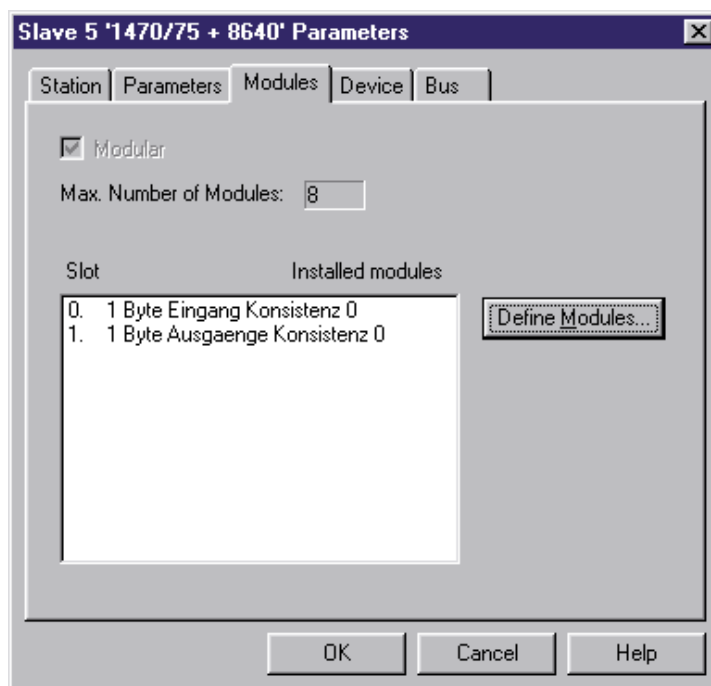 Slave 5 '1470/75 + 8640' Parameters
Station Parameters Modules Device Bus
Modular
Max. Number of Modules: 8
Slot Installed modules
0. 1 Byte Eingang Konsistenz 0
1. 1 Byte Ausgaenge Konsistenz 0
Define Modules...
OK Cancel Help